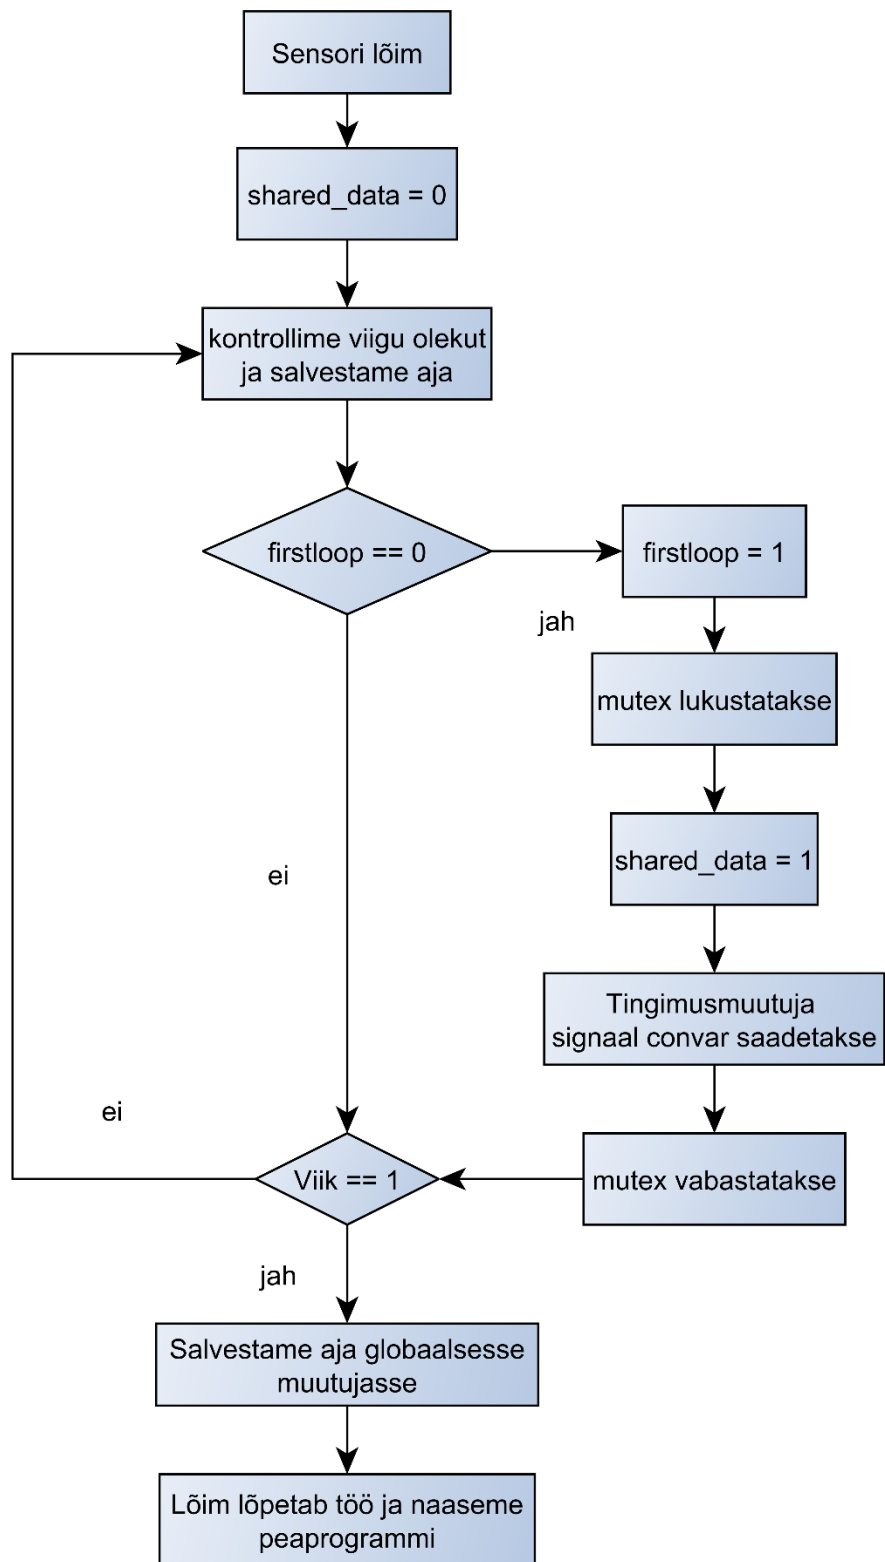 Sensori lõim
shared_data = 0
kontrollime viigu olekut
ja salvestame aja
firstloop == 0
firstloop = 1
jah
mutex lukustatakse
shared_data = 1
ei
Tingimusmuutuja
signaal convar saadetakse
ei
Viik == 1
mutex vabastatakse
jah
Salvestame aja globaalsesse
muutujasse
Lõim lõpetab töö ja naaseme
peaprogrammi